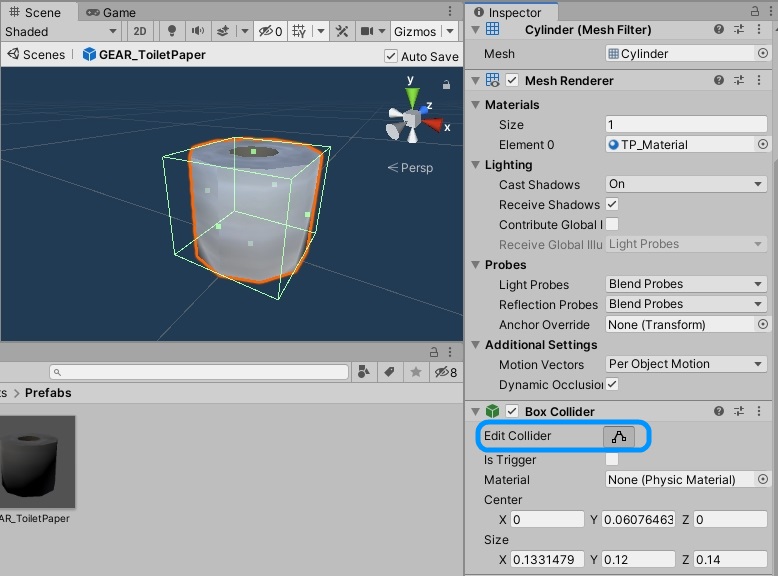 Scene
Game
Shaded
2D
0
Gizmos
Scenes
GEAR_ToiletPaper
Auto Save
y
z
x
Persp
8
ts > Prefabs
AR_ToiletPaper
Inspector
Cylinder (Mesh Filter)
Mesh
Cylinder
Mesh Renderer
Materials
Size
1
Element 0
TP_Material
Lighting
Cast Shadows
On
Receive Shadows
Contribute Global I
Receive Global Illu
Light Probes
Probes
Light Probes
Blend Probes
Reflection Probes
Blend Probes
Anchor Override
None (Transform)
Additional Settings
Motion Vectors
Per Object Motion
Dynamic Occlusion
Box Collider
Edit Collider
Is Trigger
Material
None (Physic Material)
Center
X 0 Y 0.06076463 Z 0
Size
X 0.1331479 Y 0.12 Z 0.14